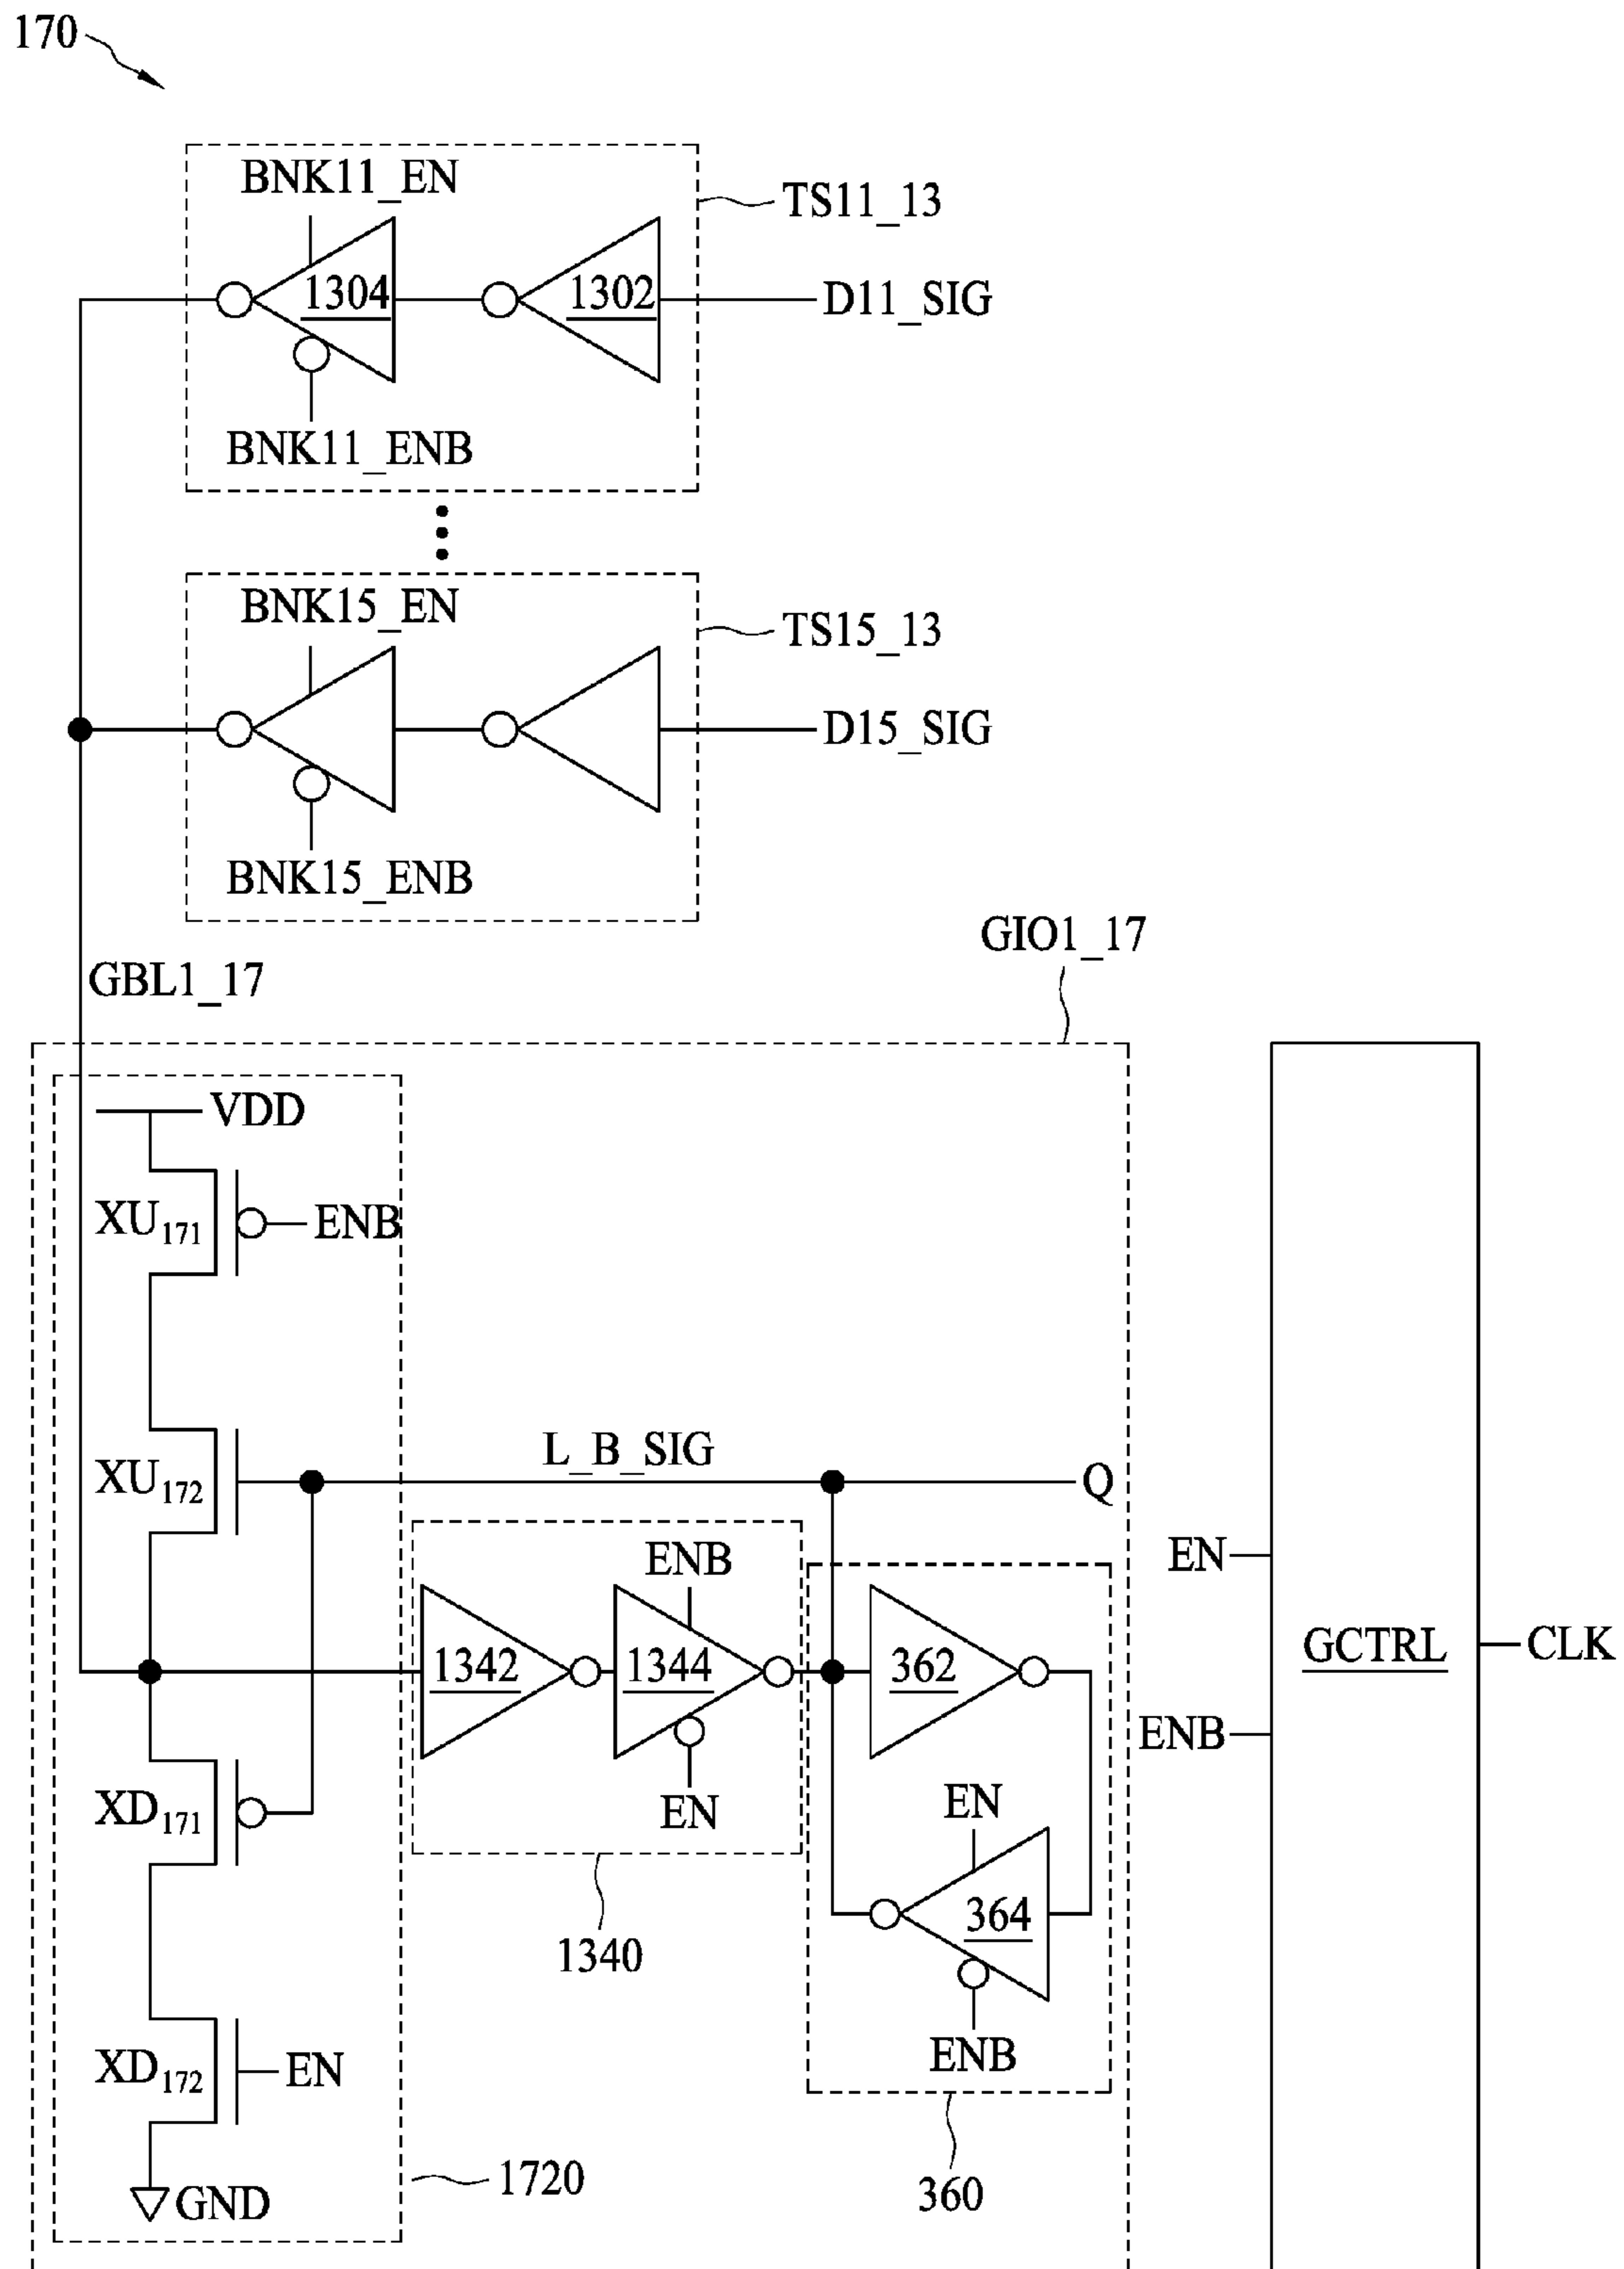 170
BNK11_EN
TS11_13
1304
1302
D11_SIG
BNK11_ENB
BNK15_EN
TS15_13
D15_SIG
BNK15_ENB
GIO1_17
GBL1_17
VDD
XU171
ENB
L_B_SIG
XU172
Q
ENB
EN
1342
1344
362
GCTRL
CLK
ENB
EN
XD171
EN
364
1340
ENB
XD172
EN
1720
360
GND